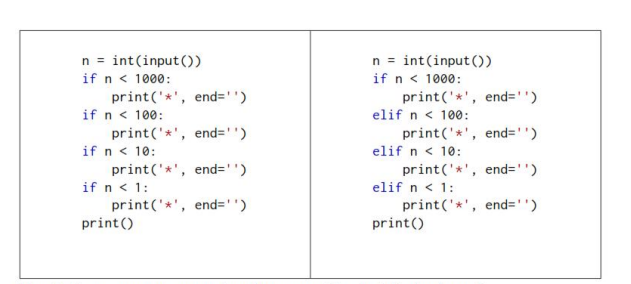 n = int(input())
if n < 1000:
    print('*', end='')
if n < 100:
    print('*', end='')
if n < 10:
    print('*', end='')
if n < 1:
    print('*', end='')
print()
n = int(input())
if n < 1000:
    print('*', end='')
elif n < 100:
    print('*', end='')
elif n < 10:
    print('*', end='')
elif n < 1:
    print('*', end='')
print()